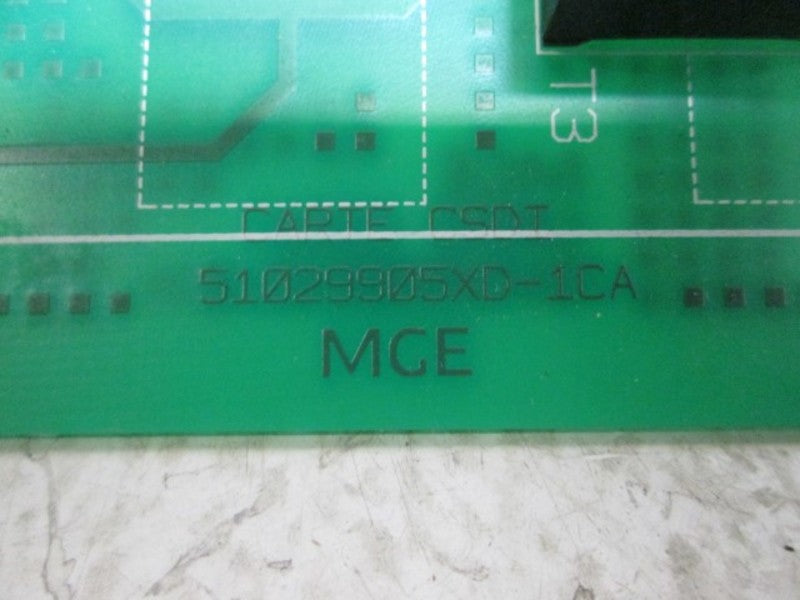 T3
CARTE CSDI
51029905XD-1CA
MGE